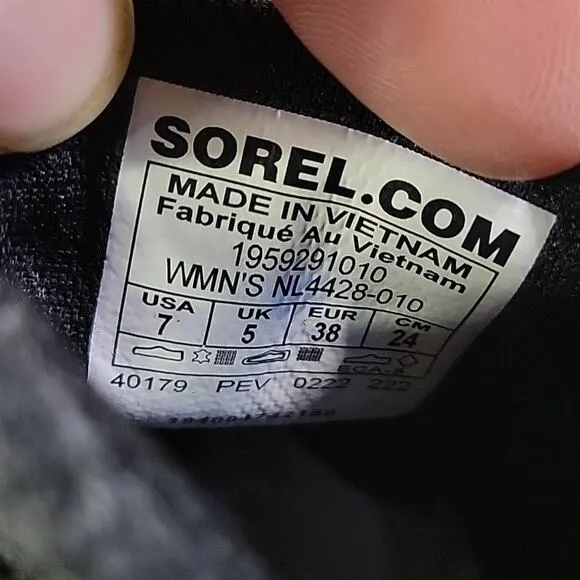 SOREL.COM
MADE IN VIETNAM
Fabriqué Au Vietnam
1959291010
WMN'S NL4428-010
USA UK EUR CM
7 5 38 24
40179 PEV 0222 222